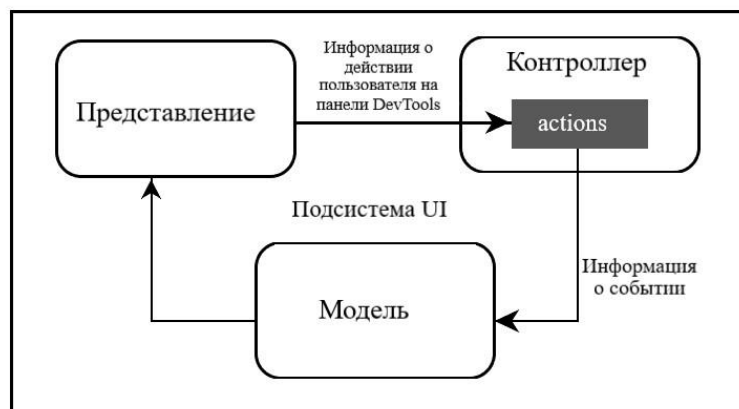 Представление
Информация о
действии
пользователя на
панели DevTools
Контроллер
actions
Подсистема UI
Информация
о событии
Модель